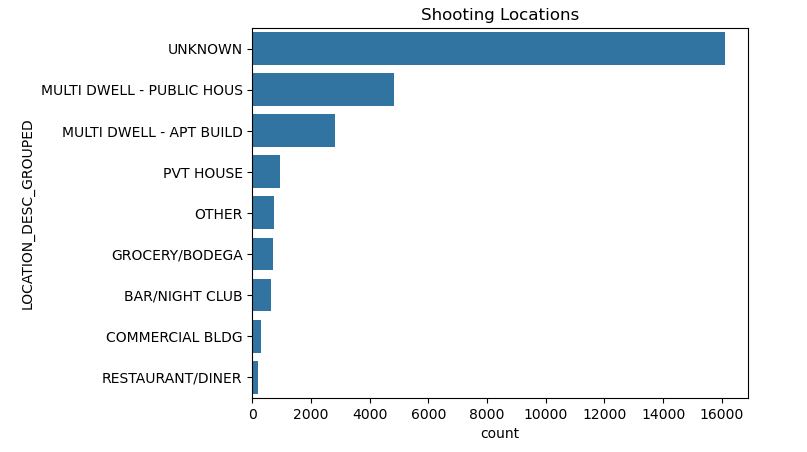 Shooting Locations
LOCATION_DESC_GROUPED
UNKNOWN
MULTI DWELL - PUBLIC HOUS
MULTI DWELL - APT BUILD
PVT HOUSE
OTHER
GROCERY/BODEGA
BAR/NIGHT CLUB
COMMERCIAL BLDG
RESTAURANT/DINER
0 2000 4000 6000 8000 10000 12000 14000 16000
count